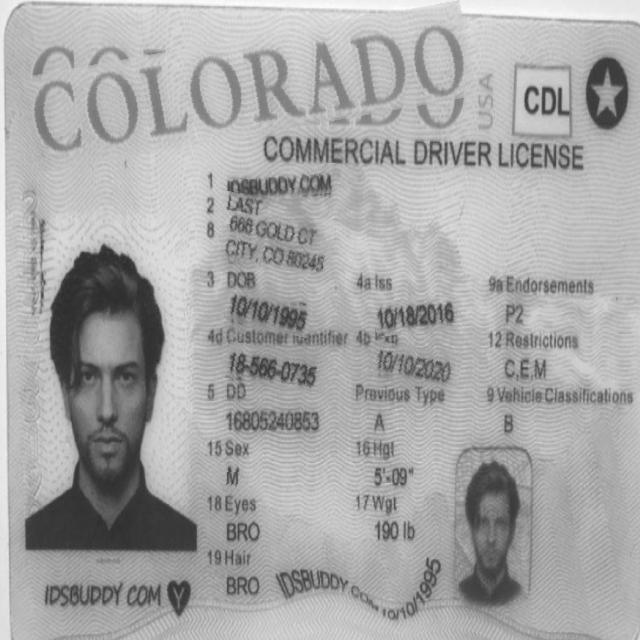 COLORADO
USA
CDL
COMMERCIAL DRIVER LICENSE
1 IDSBUDDY.COM
2 LAST
8 666 GOLD CT
CITY, CO 80245
3 DOB
10/10/1995
4a Iss
10/18/2016
9a Endorsements
P2
4d Customer Identifier
18-566-0735
4b Exp
10/10/2020
12 Restrictions
C,E,M
5 DD
16805240853
Previous Type
A
9 Vehicle Classifications
B
15 Sex
M
16 Hgt
5'-09"
18 Eyes
BRO
17 Wgt
190 lb
19 Hair
BRO
IDSBUDDY COM
IDSBUDDY COM 10/10/1995